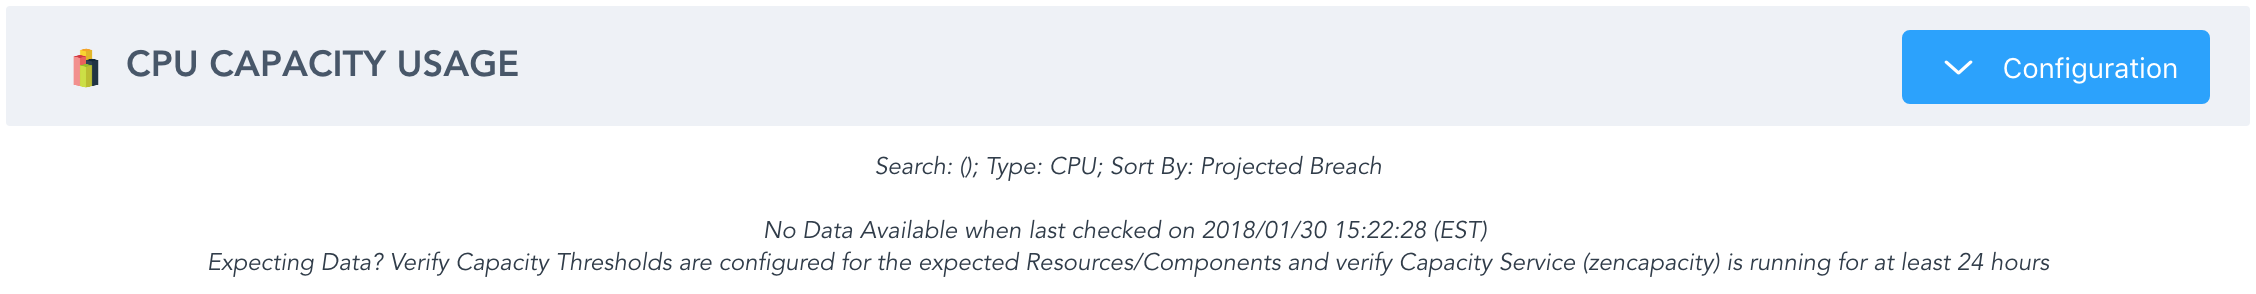 CPU CAPACITY USAGE
Configuration
Search: (); Type: CPU; Sort By: Projected Breach
No Data Available when last checked on 2018/01/30 15:22:28 (EST)
Expecting Data? Verify Capacity Thresholds are configured for the expected Resources/Components and verify Capacity Service (zencapacity) is running for at least 24 hours